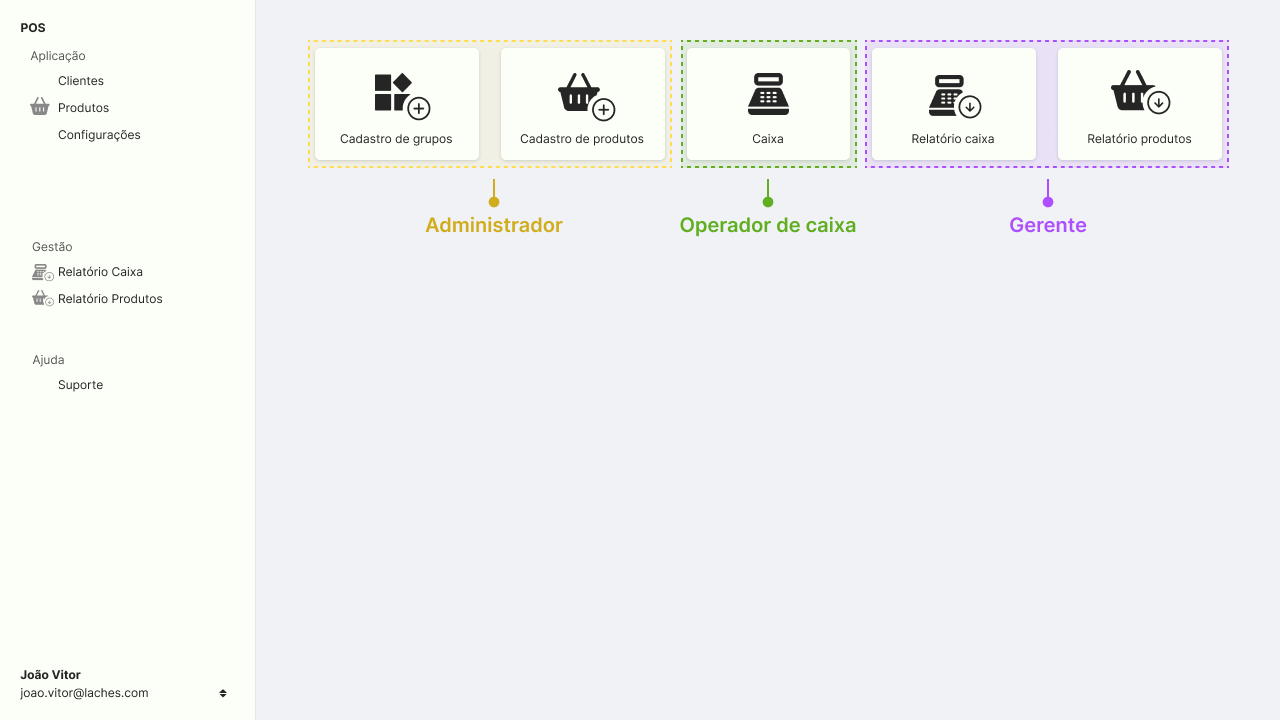 POS
Aplicação
Clientes
Produtos
Configurações
Gestão
Relatório Caixa
Relatório Produtos
Ajuda
Suporte
João Vitor
joao.vitor@laches.com
Cadastro de grupos
Cadastro de produtos
Caixa
Relatório caixa
Relatório produtos
Administrador
Operador de caixa
Gerente